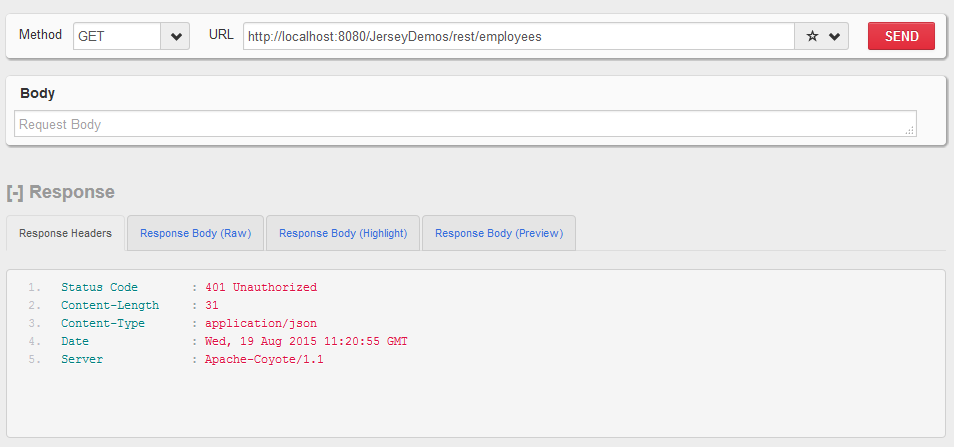 Method GET URL http://localhost:8080/JerseyDemos/rest/employees SEND
Body
Request Body
[-] Response
Response Headers Response Body (Raw) Response Body (Highlight) Response Body (Preview)
1. Status Code : 401 Unauthorized
2. Content-Length : 31
3. Content-Type : application/json
4. Date : Wed, 19 Aug 2015 11:20:55 GMT
5. Server : Apache-Coyote/1.1